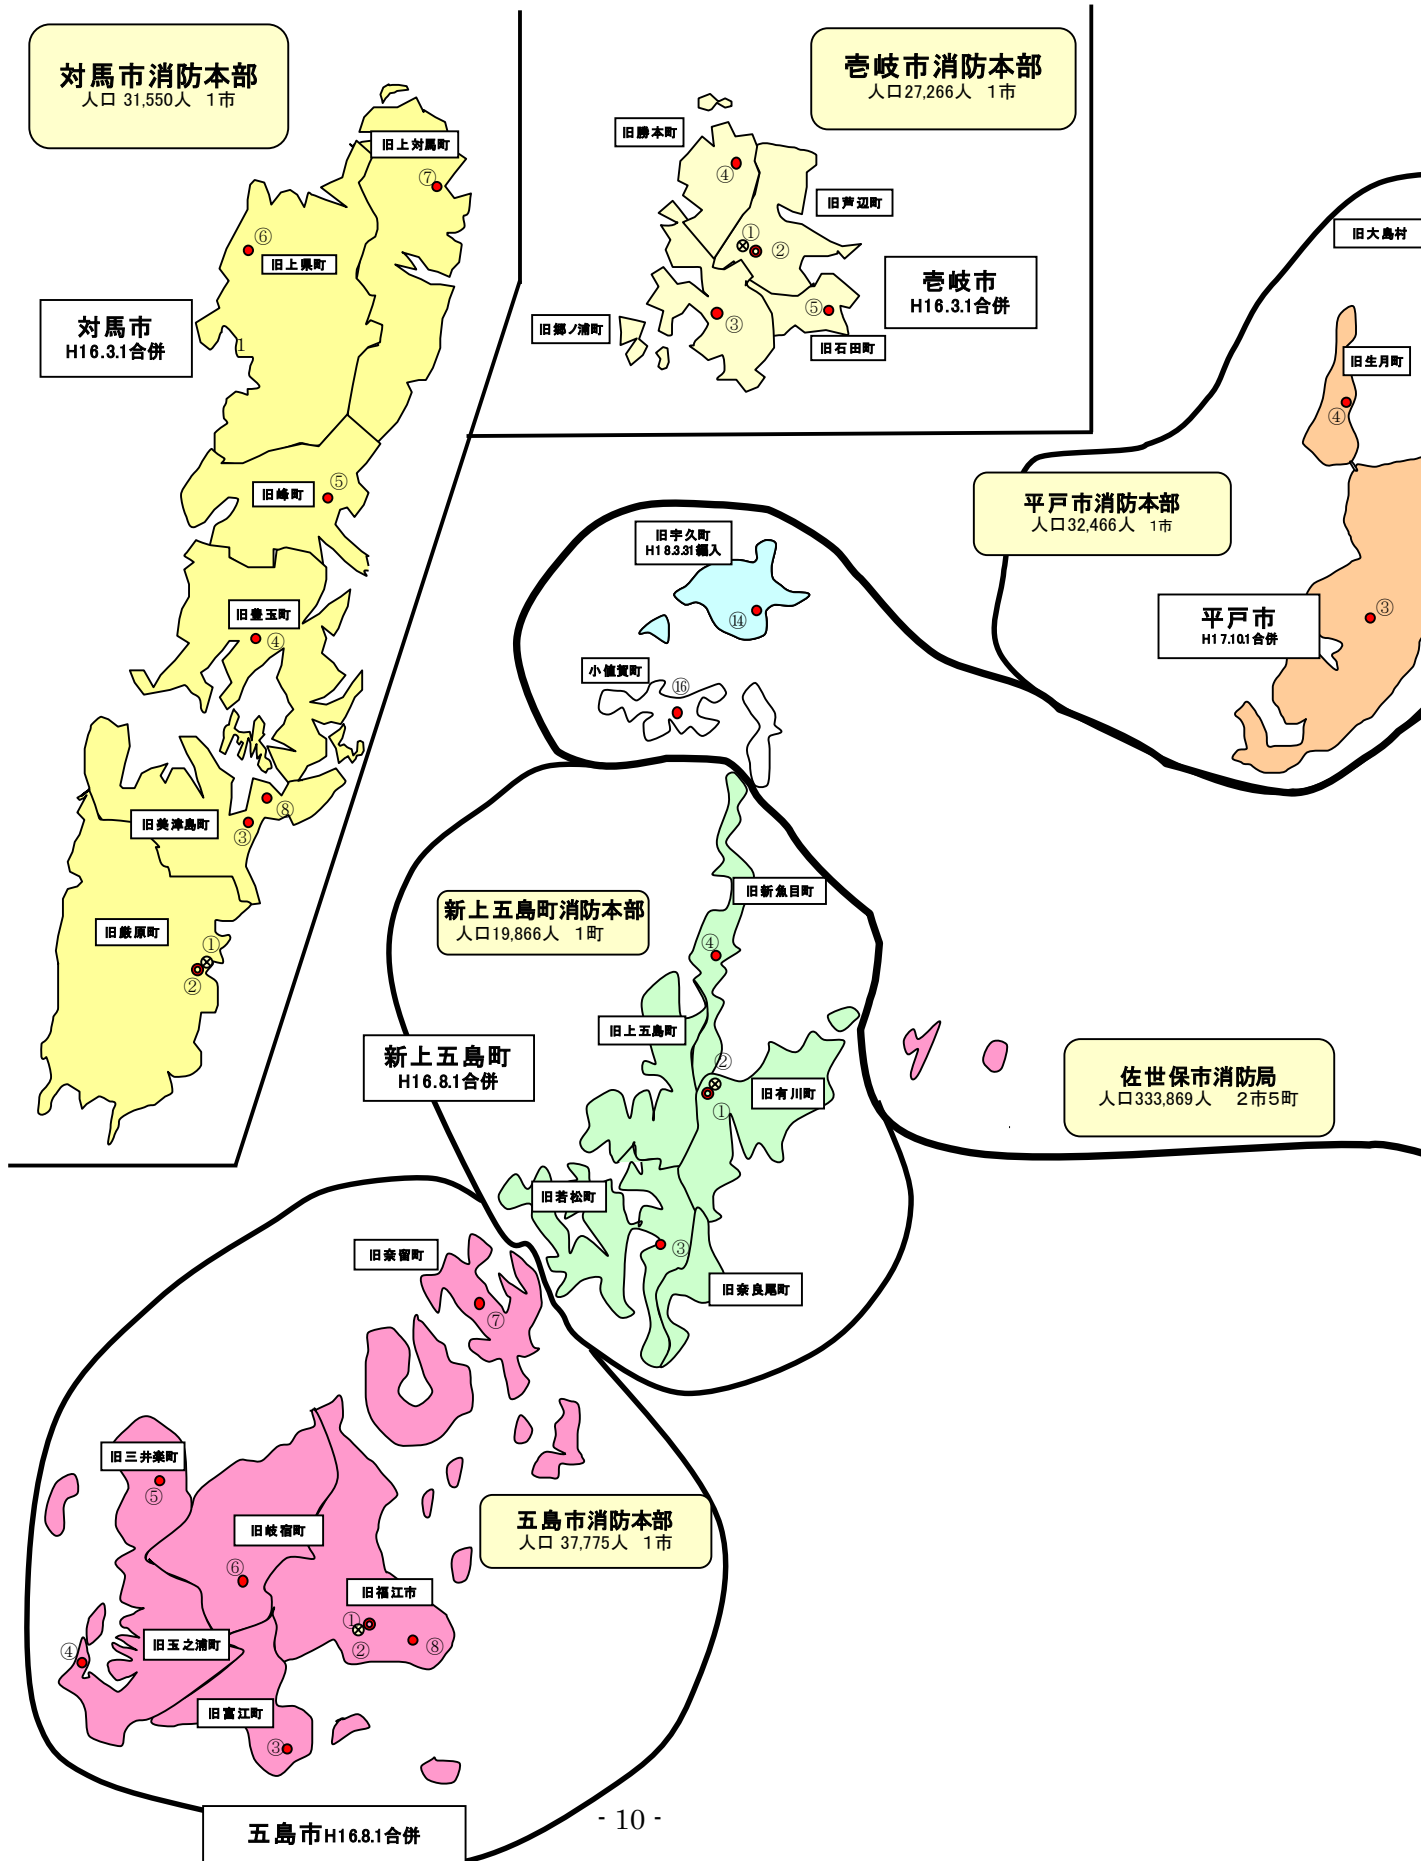 対馬市消防本部
人口 31,550人 1市
壱岐市消防本部
人口27,266人 1市
旧上対馬町
⑦
⑥
旧上県町
対馬市
H16.3.1合併
1
旧峰町
⑤
旧豊玉町
④
旧美津島町
⑧
③
旧厳原町
①
②
旧勝本町
④
旧芦辺町
①
②
壱岐市
H16.3.1合併
③
⑤
旧郷ノ浦町
旧石田町
旧大島村
旧生月町
④
平戸市消防本部
人口32,466人 1市
平戸市
H17.10.1合併
③
旧宇久町
H18.3.31編入
⑭
小値賀町
⑯
旧新魚目町
新上五島町消防本部
人口19,866人 1町
④
旧上五島町
新上五島町
H16.8.1合併
②
旧有川町
①
佐世保市消防局
人口333,869人 2市5町
旧若松町
③
旧奈良尾町
旧奈留町
⑦
旧三井楽町
⑤
五島市消防本部
人口 37,775人 1市
旧岐宿町
⑥
旧福江市
①
②
⑧
旧玉之浦町
④
旧富江町
③
五島市H16.8.1合併
- 10 -